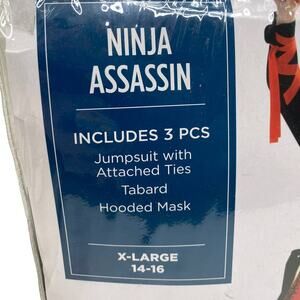 NINJA
ASSASSIN
INCLUDES 3 PCS
Jumpsuit with
Attached Ties
Tabard
Hooded Mask
X-LARGE
14-16